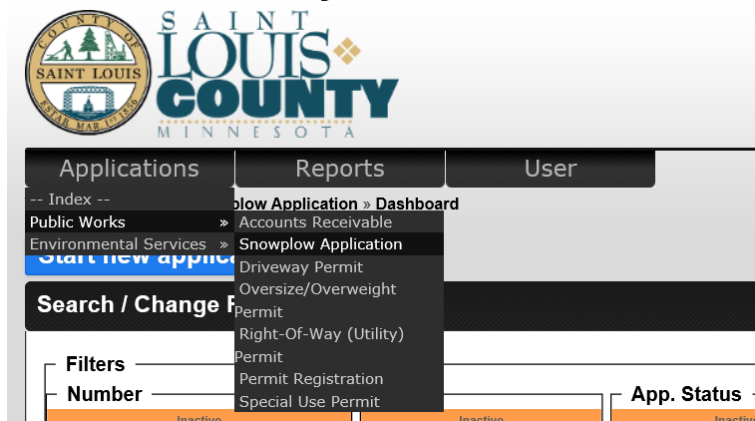 SAINT
LOUIS
COUNTY
MINNESOTA
COUNTY OF
SAINT LOUIS
ESTAB. MAR 1ST 1856
Applications Reports User
-- Index --
plow Application » Dashboard
Public Works »
Accounts Receivable
Environmental Services »
Snowplow Application
Start new applica
Driveway Permit
Oversize/Overweight
Permit
Search / Change F
Right-Of-Way (Utility)
Permit
Filters
Permit Registration
Number
Special Use Permit
App. Status
Inactive Inactive Inactive